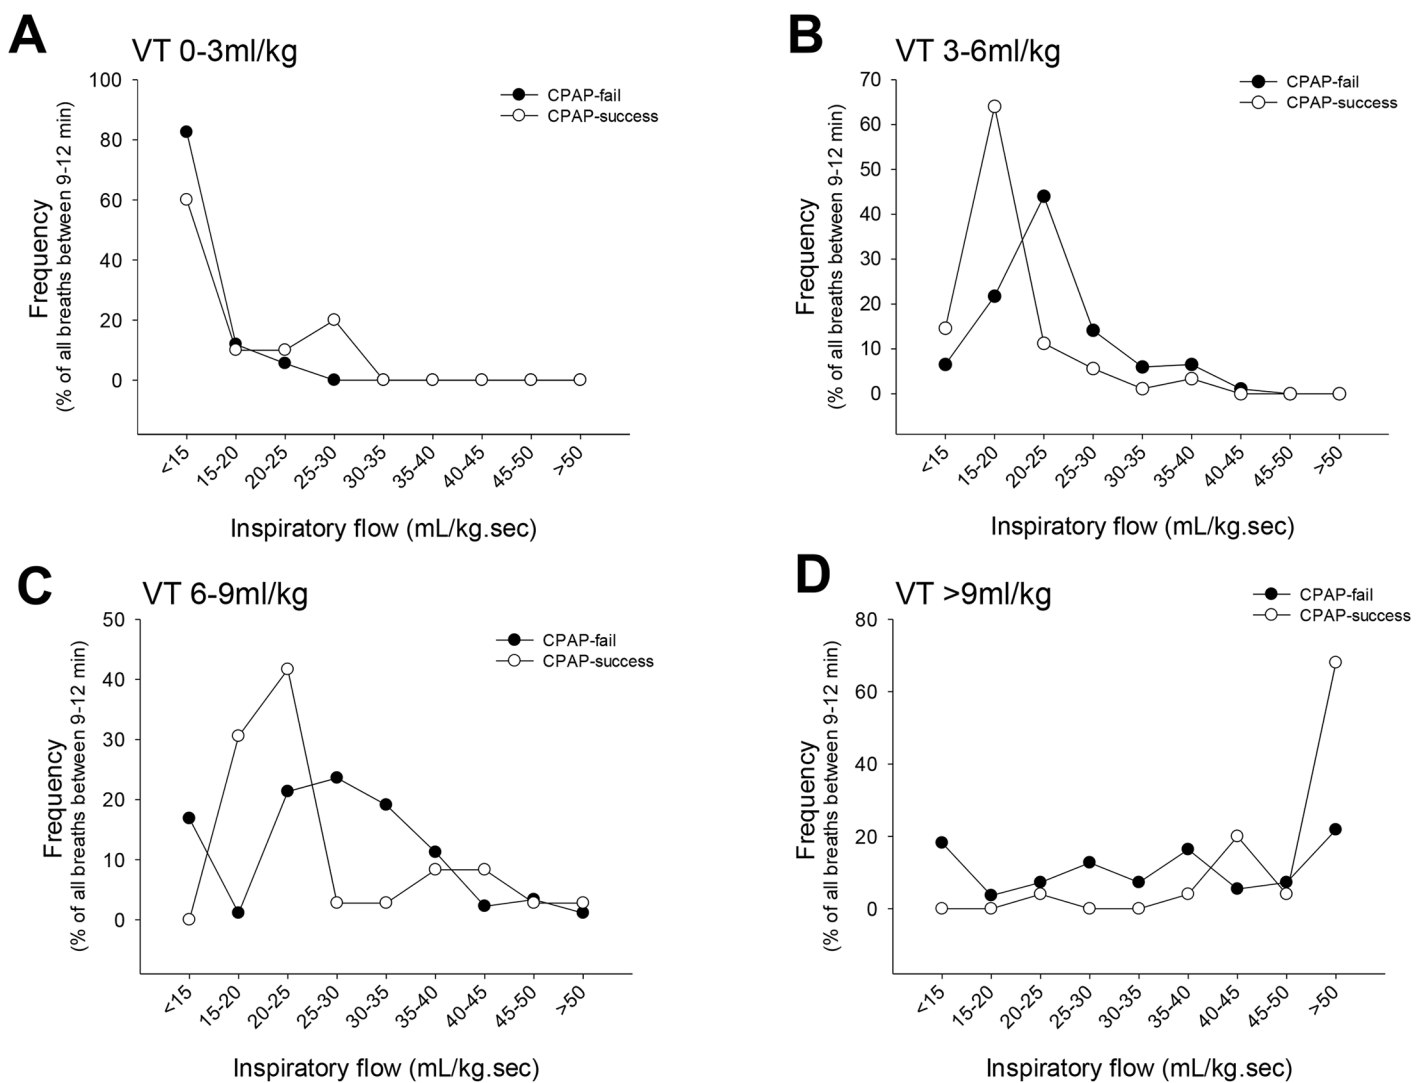 A
VT 0-3ml/kg
100
80
60
40
20
0
Frequency
(% of all breaths between 9-12 min)
CPAP-fail
CPAP-success
<15
15-20
20-25
25-30
30-35
35-40
40-45
45-50
>50
Inspiratory flow (mL/kg.sec)
B
VT 3-6ml/kg
70
60
50
40
30
20
10
0
Frequency
(% of all breaths between 9-12 min)
CPAP-fail
CPAP-success
<15
15-20
20-25
25-30
30-35
35-40
40-45
45-50
>50
Inspiratory flow (mL/kg.sec)
C
VT 6-9ml/kg
50
40
30
20
10
0
Frequency
(% of all breaths between 9-12 min)
CPAP-fail
CPAP-success
<15
15-20
20-25
25-30
30-35
35-40
40-45
45-50
>50
Inspiratory flow (mL/kg.sec)
D
VT >9ml/kg
80
60
40
20
0
Frequency
(% of all breaths between 9-12 min)
CPAP-fail
CPAP-success
<15
15-20
20-25
25-30
30-35
35-40
40-45
45-50
>50
Inspiratory flow (mL/kg.sec)